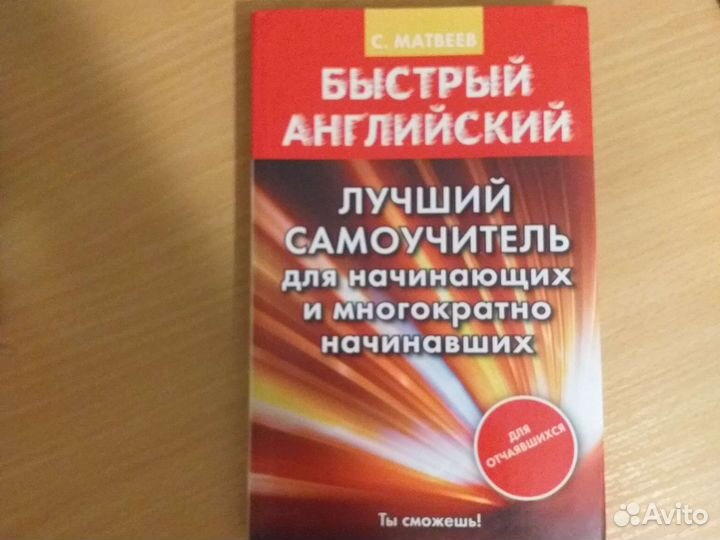 С. МАТВЕЕВ
БЫСТРЫЙ
АНГЛИЙСКИЙ
ЛУЧШИЙ
САМОУЧИТЕЛЬ
для начинающих
и многократно
начинавших
ДЛЯ
ОТЧАЯВШИХСЯ
Ты сможешь!
Avito